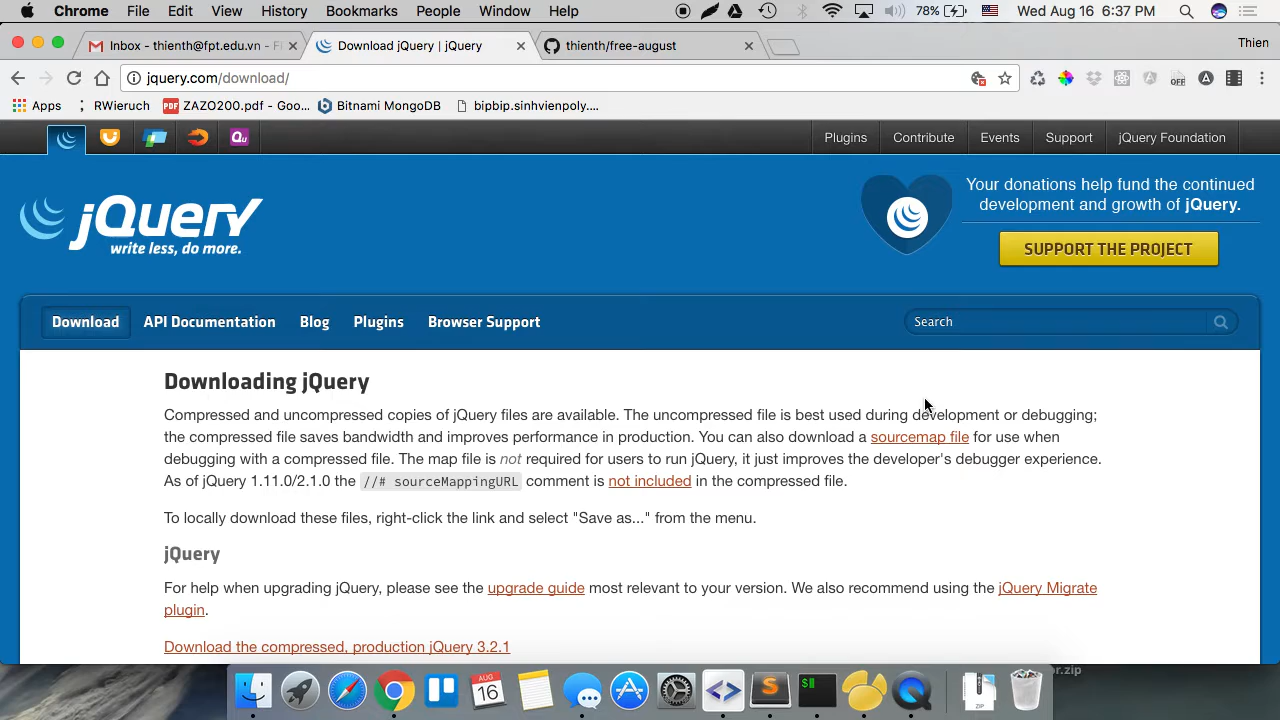 Chrome File Edit View History Bookmarks People Window Help 78% Wed Aug 16 6:37 PM
Download jQuery | jQuery thienth/free-august Thien
jquery.com/download/
Apps RWieruch ZAZO200.pdf - Goo... Bitnami MongoDB bipbip.sinhvienpoly....
Plugins Contribute Events Support jQuery Foundation
jQuery
write less, do more.
Your donations help fund the continued
development and growth of jQuery.
SUPPORT THE PROJECT
Download API Documentation Blog Plugins Browser Support Search
Downloading jQuery
Compressed and uncompressed copies of jQuery files are available. The uncompressed file is best used during development or debugging;
the compressed file saves bandwidth and improves performance in production. You can also download a sourcemap file for use when
debugging with a compressed file. The map file is not required for users to run jQuery, it just improves the developer's debugger experience.
As of jQuery 1.11.0/2.1.0 the //# sourceMappingURL comment is not included in the compressed file.
To locally download these files, right-click the link and select "Save as..." from the menu.
jQuery
For help when upgrading jQuery, please see the upgrade guide most relevant to your version. We also recommend using the jQuery Migrate
plugin.
Download the compressed, production jQuery 3.2.1